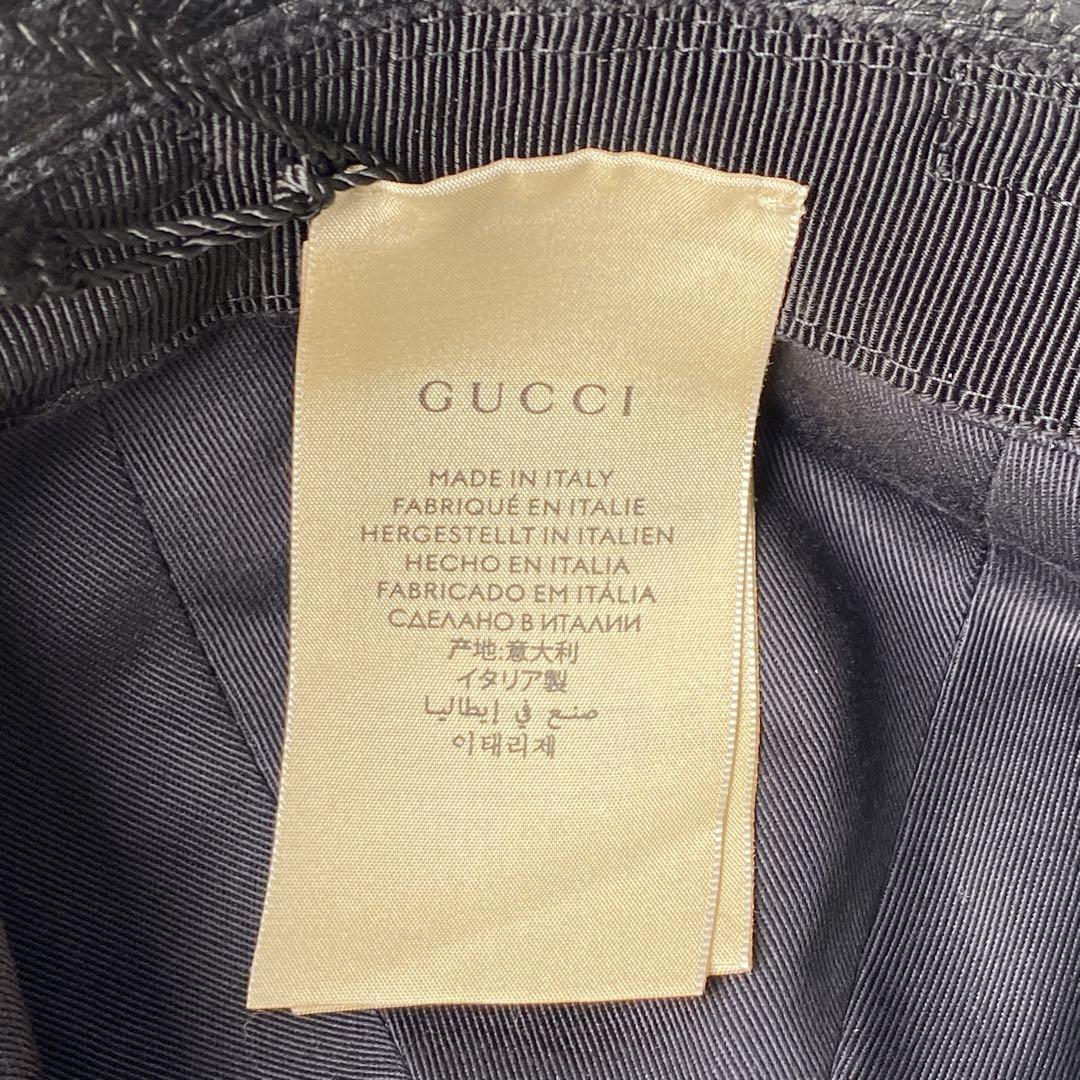 GUCCI
MADE IN ITALY
FABRIQUÉ EN ITALIE
HERGESTELLT IN ITALIEN
HECHO EN ITALIA
FABRICADO EM ITÁLIA
СДЕЛАНО В ИТАЛИИ
产地:意大利
イタリア製
صنع في إيطاليا
이태리제